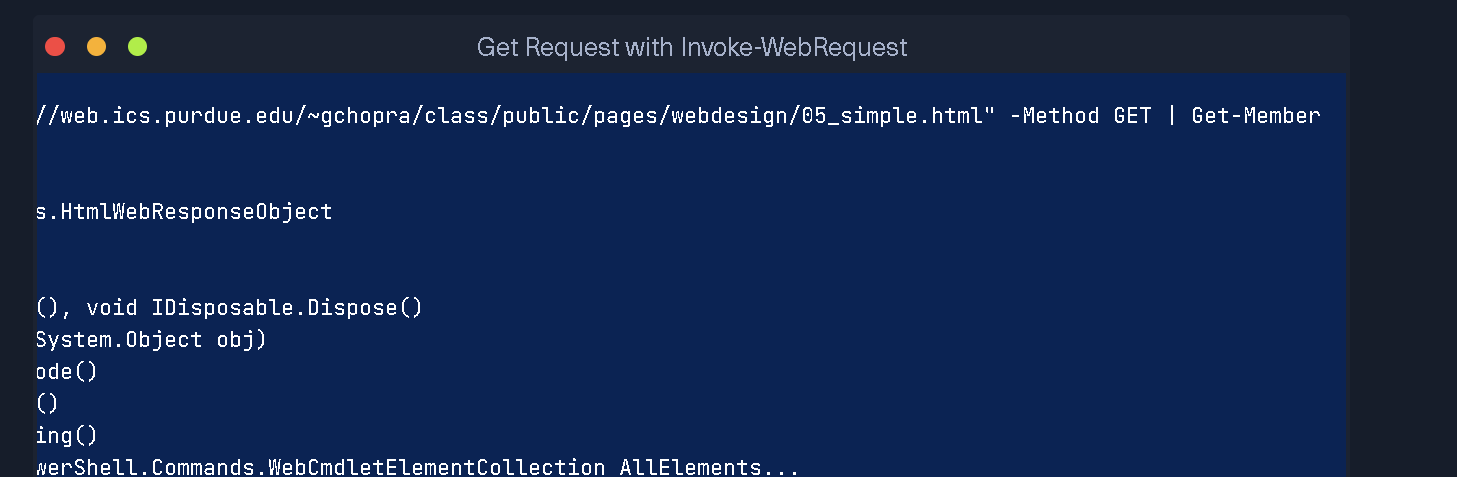 Get Request with Invoke-WebRequest
//web.ics.purdue.edu/~gchopra/class/public/pages/webdesign/05_simple.html" -Method GET | Get-Member
s.HtmlWebResponseObject
(), void IDisposable.Dispose()
System.Object obj)
ode()
()
ing()
werShell.Commands.WebCmdletElementCollection AllElements...